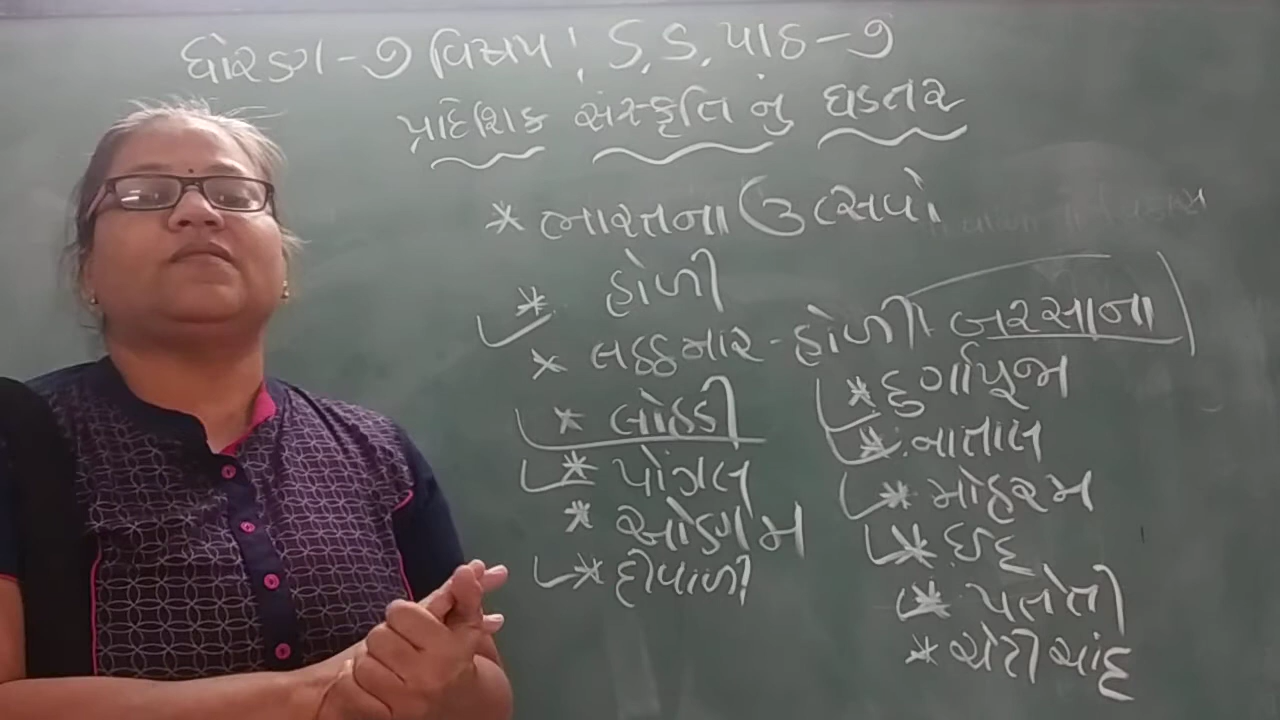 ધોરણ - ૭ વિષય : S.S. પાઠ - ૭
પ્રાદેશિક સંસ્કૃતિ નું ઘડતર
* ભારતના ઉત્સવો
* હોળી
* લઠ્ઠમાર - હોળી બરસાના
* લોહડી
* પોંગલ
* ઓણમ
* દીવાળી
* દુર્ગાપૂજા
* નાતાલ
* મોહરમ
* ઈદ
* પતેતી
* ચેટીચાંદ